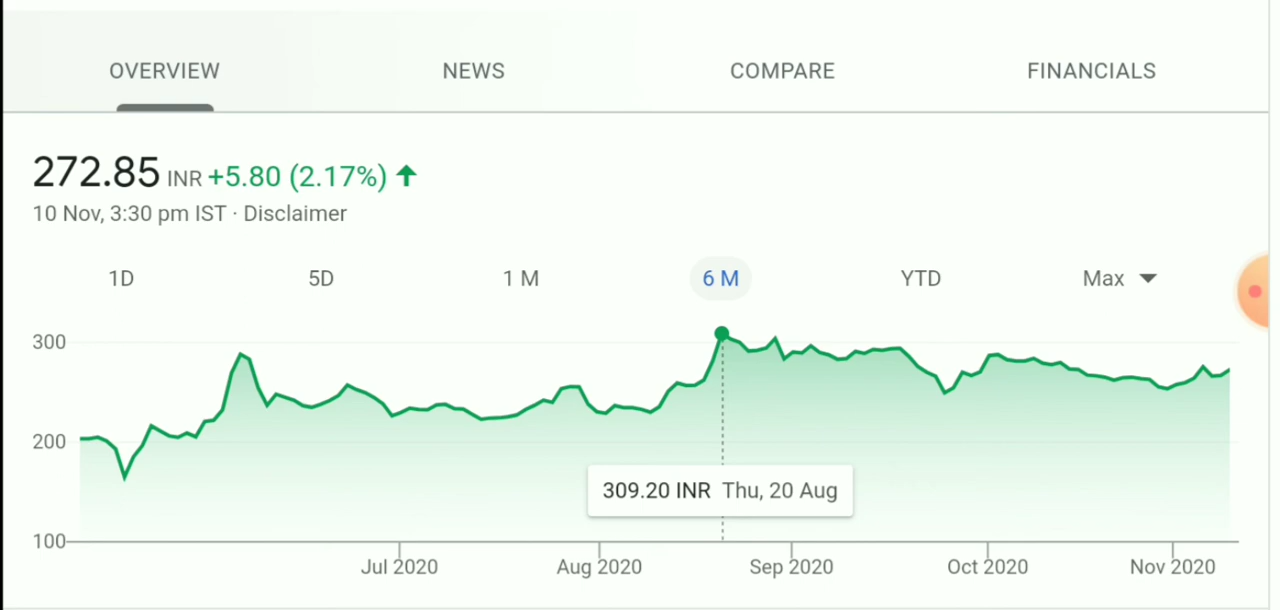 OVERVIEW NEWS COMPARE FINANCIALS
272.85 INR +5.80 (2.17%)
10 Nov, 3:30 pm IST · Disclaimer
1D 5D 1 M 6 M YTD Max
300
200
309.20 INR Thu, 20 Aug
100
Jul 2020 Aug 2020 Sep 2020 Oct 2020 Nov 2020